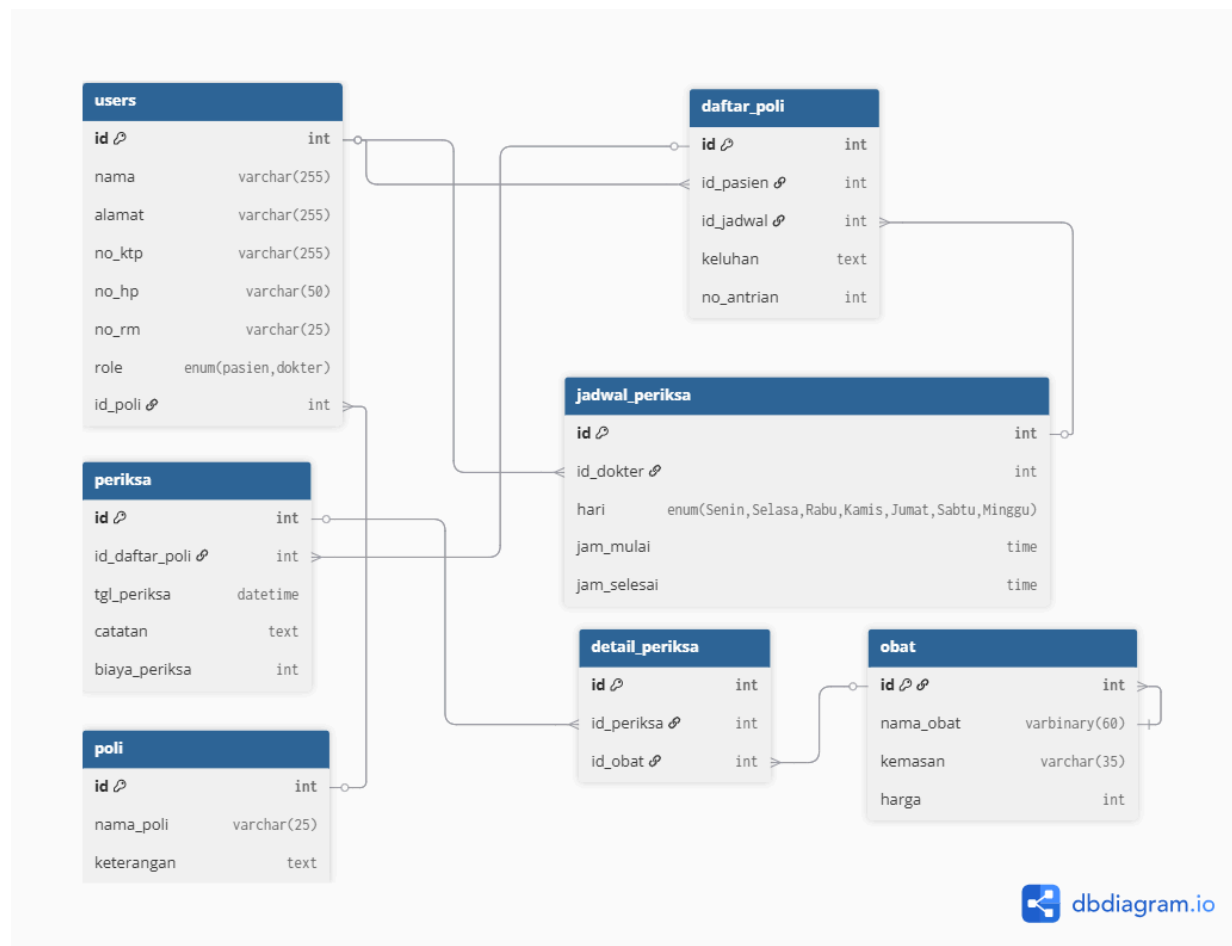 users
id int
nama varchar(255)
alamat varchar(255)
no_ktp varchar(255)
no_hp varchar(50)
no_rm varchar(25)
role enum(pasien,dokter)
id_poli int
daftar_poli
id int
id_pasien int
id_jadwal int
keluhan text
no_antrian int
jadwal_periksa
id int
id_dokter int
hari enum(Senin,Selasa,Rabu,Kamis,Jumat,Sabtu,Minggu)
jam_mulai time
jam_selesai time
periksa
id int
id_daftar_poli int
tgl_periksa datetime
catatan text
biaya_periksa int
detail_periksa
id int
id_periksa int
id_obat int
obat
id int
nama_obat varbinary(60)
kemasan varchar(35)
harga int
poli
id int
nama_poli varchar(25)
keterangan text
dbdiagram.io